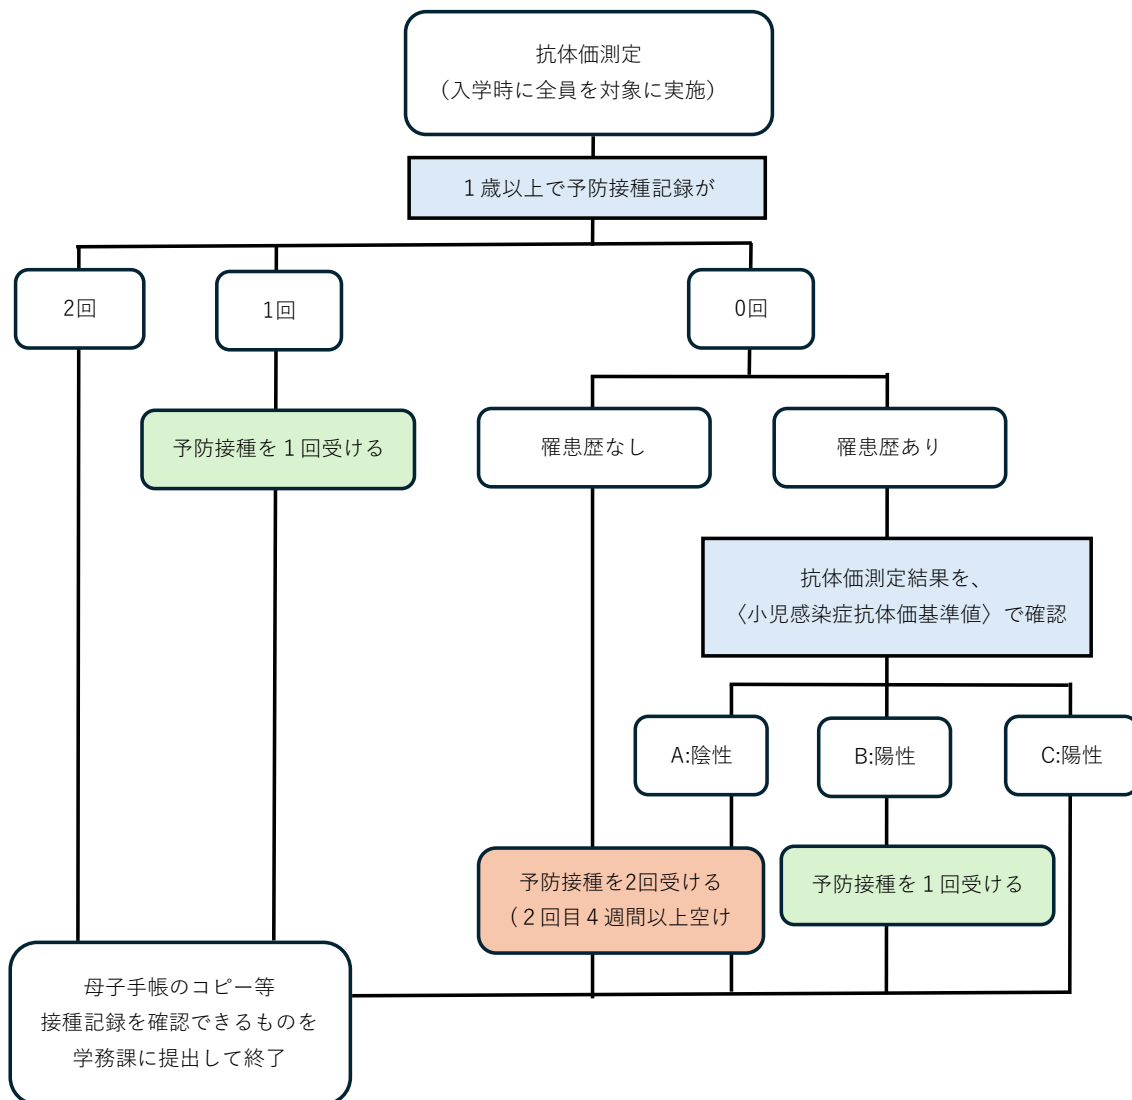 抗体価測定
（入学時に全員を対象に実施）
１歳以上で予防接種記録が
2回
1回
0回
予防接種を１回受ける
罹患歴なし
罹患歴あり
抗体価測定結果を、
〈小児感染症抗体価基準値〉で確認
A:陰性
B:陽性
C:陽性
予防接種を2回受ける
（２回目４週間以上空け
予防接種を１回受ける
母子手帳のコピー等
接種記録を確認できるものを
学務課に提出して終了